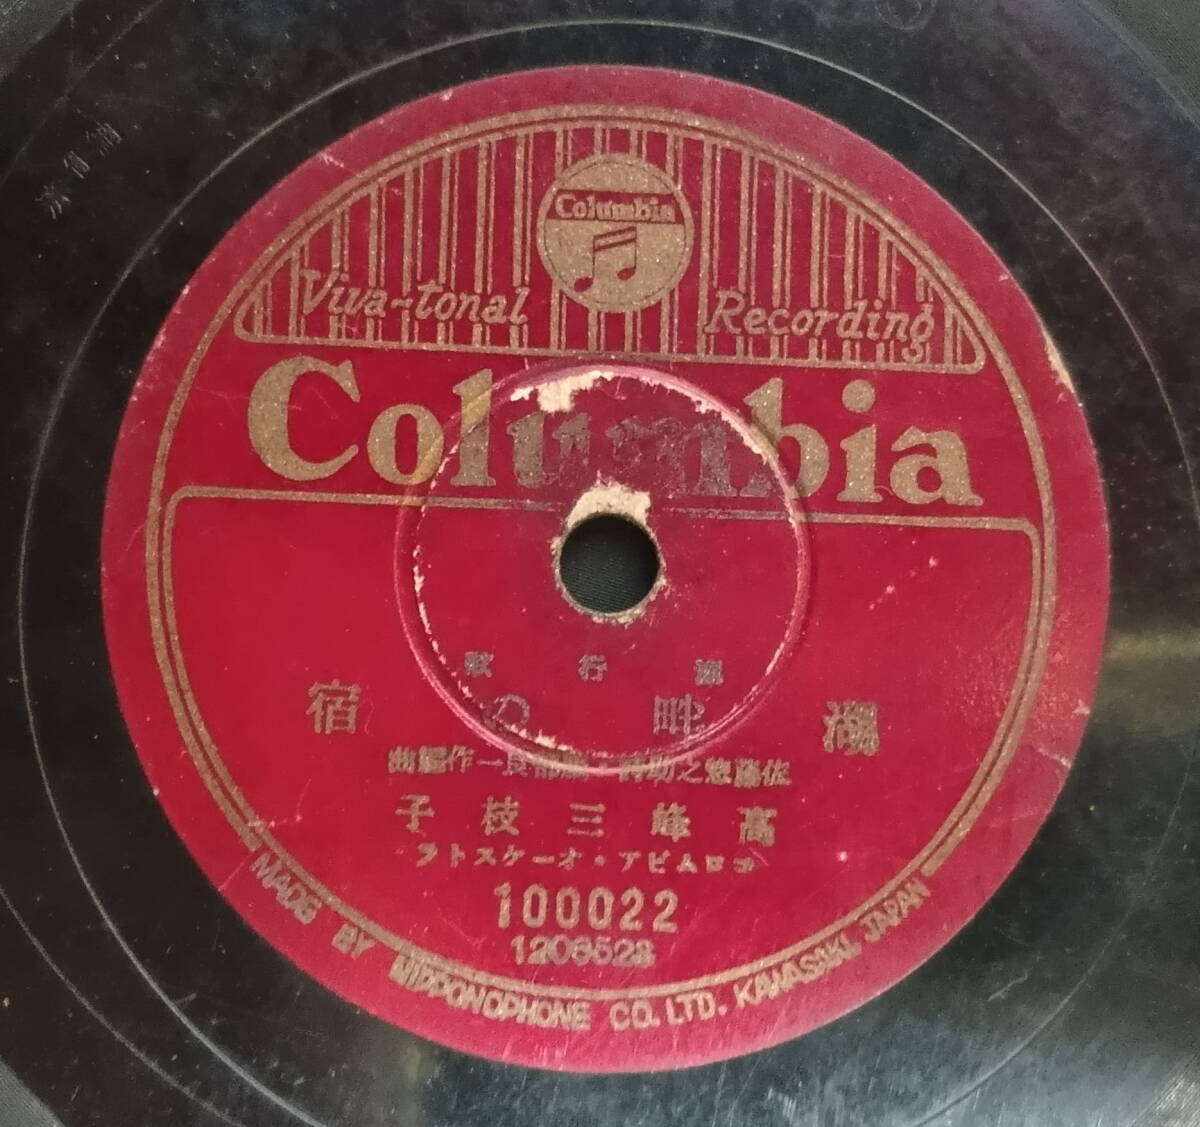 Columbia
Viva-tonal Recording
Columbia
歌行流
宿の畔湖
曲編作一良部服・詩助之惣藤佐
子枝三峰高
ラトスケーオ・アビムロコ
100022
1206523
MADE BY NIPPONOPHONE CO. LTD. KAWASAKI, JAPAN